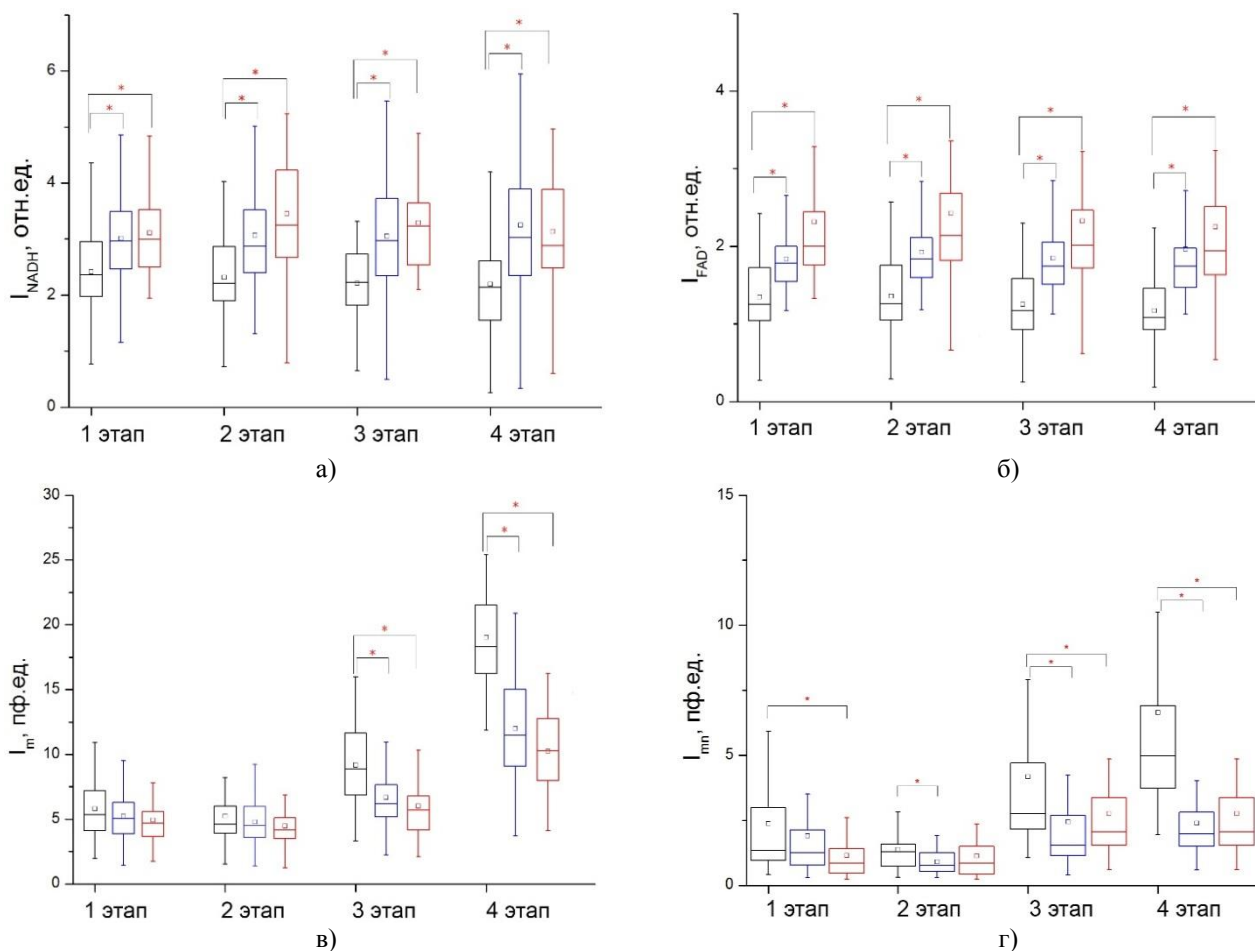 I_NADH, отн.ед.
6
4
2
0
* * * * * * * *
1 этап 2 этап 3 этап 4 этап
а)
I_FAD, отн.ед.
4
2
0
* * * * * * * *
1 этап 2 этап 3 этап 4 этап
б)
I_m, пф.ед.
30
25
20
15
10
5
0
* * * *
1 этап 2 этап 3 этап 4 этап
в)
I_mn, пф.ед.
15
10
5
0
* * * * * *
1 этап 2 этап 3 этап 4 этап
г)